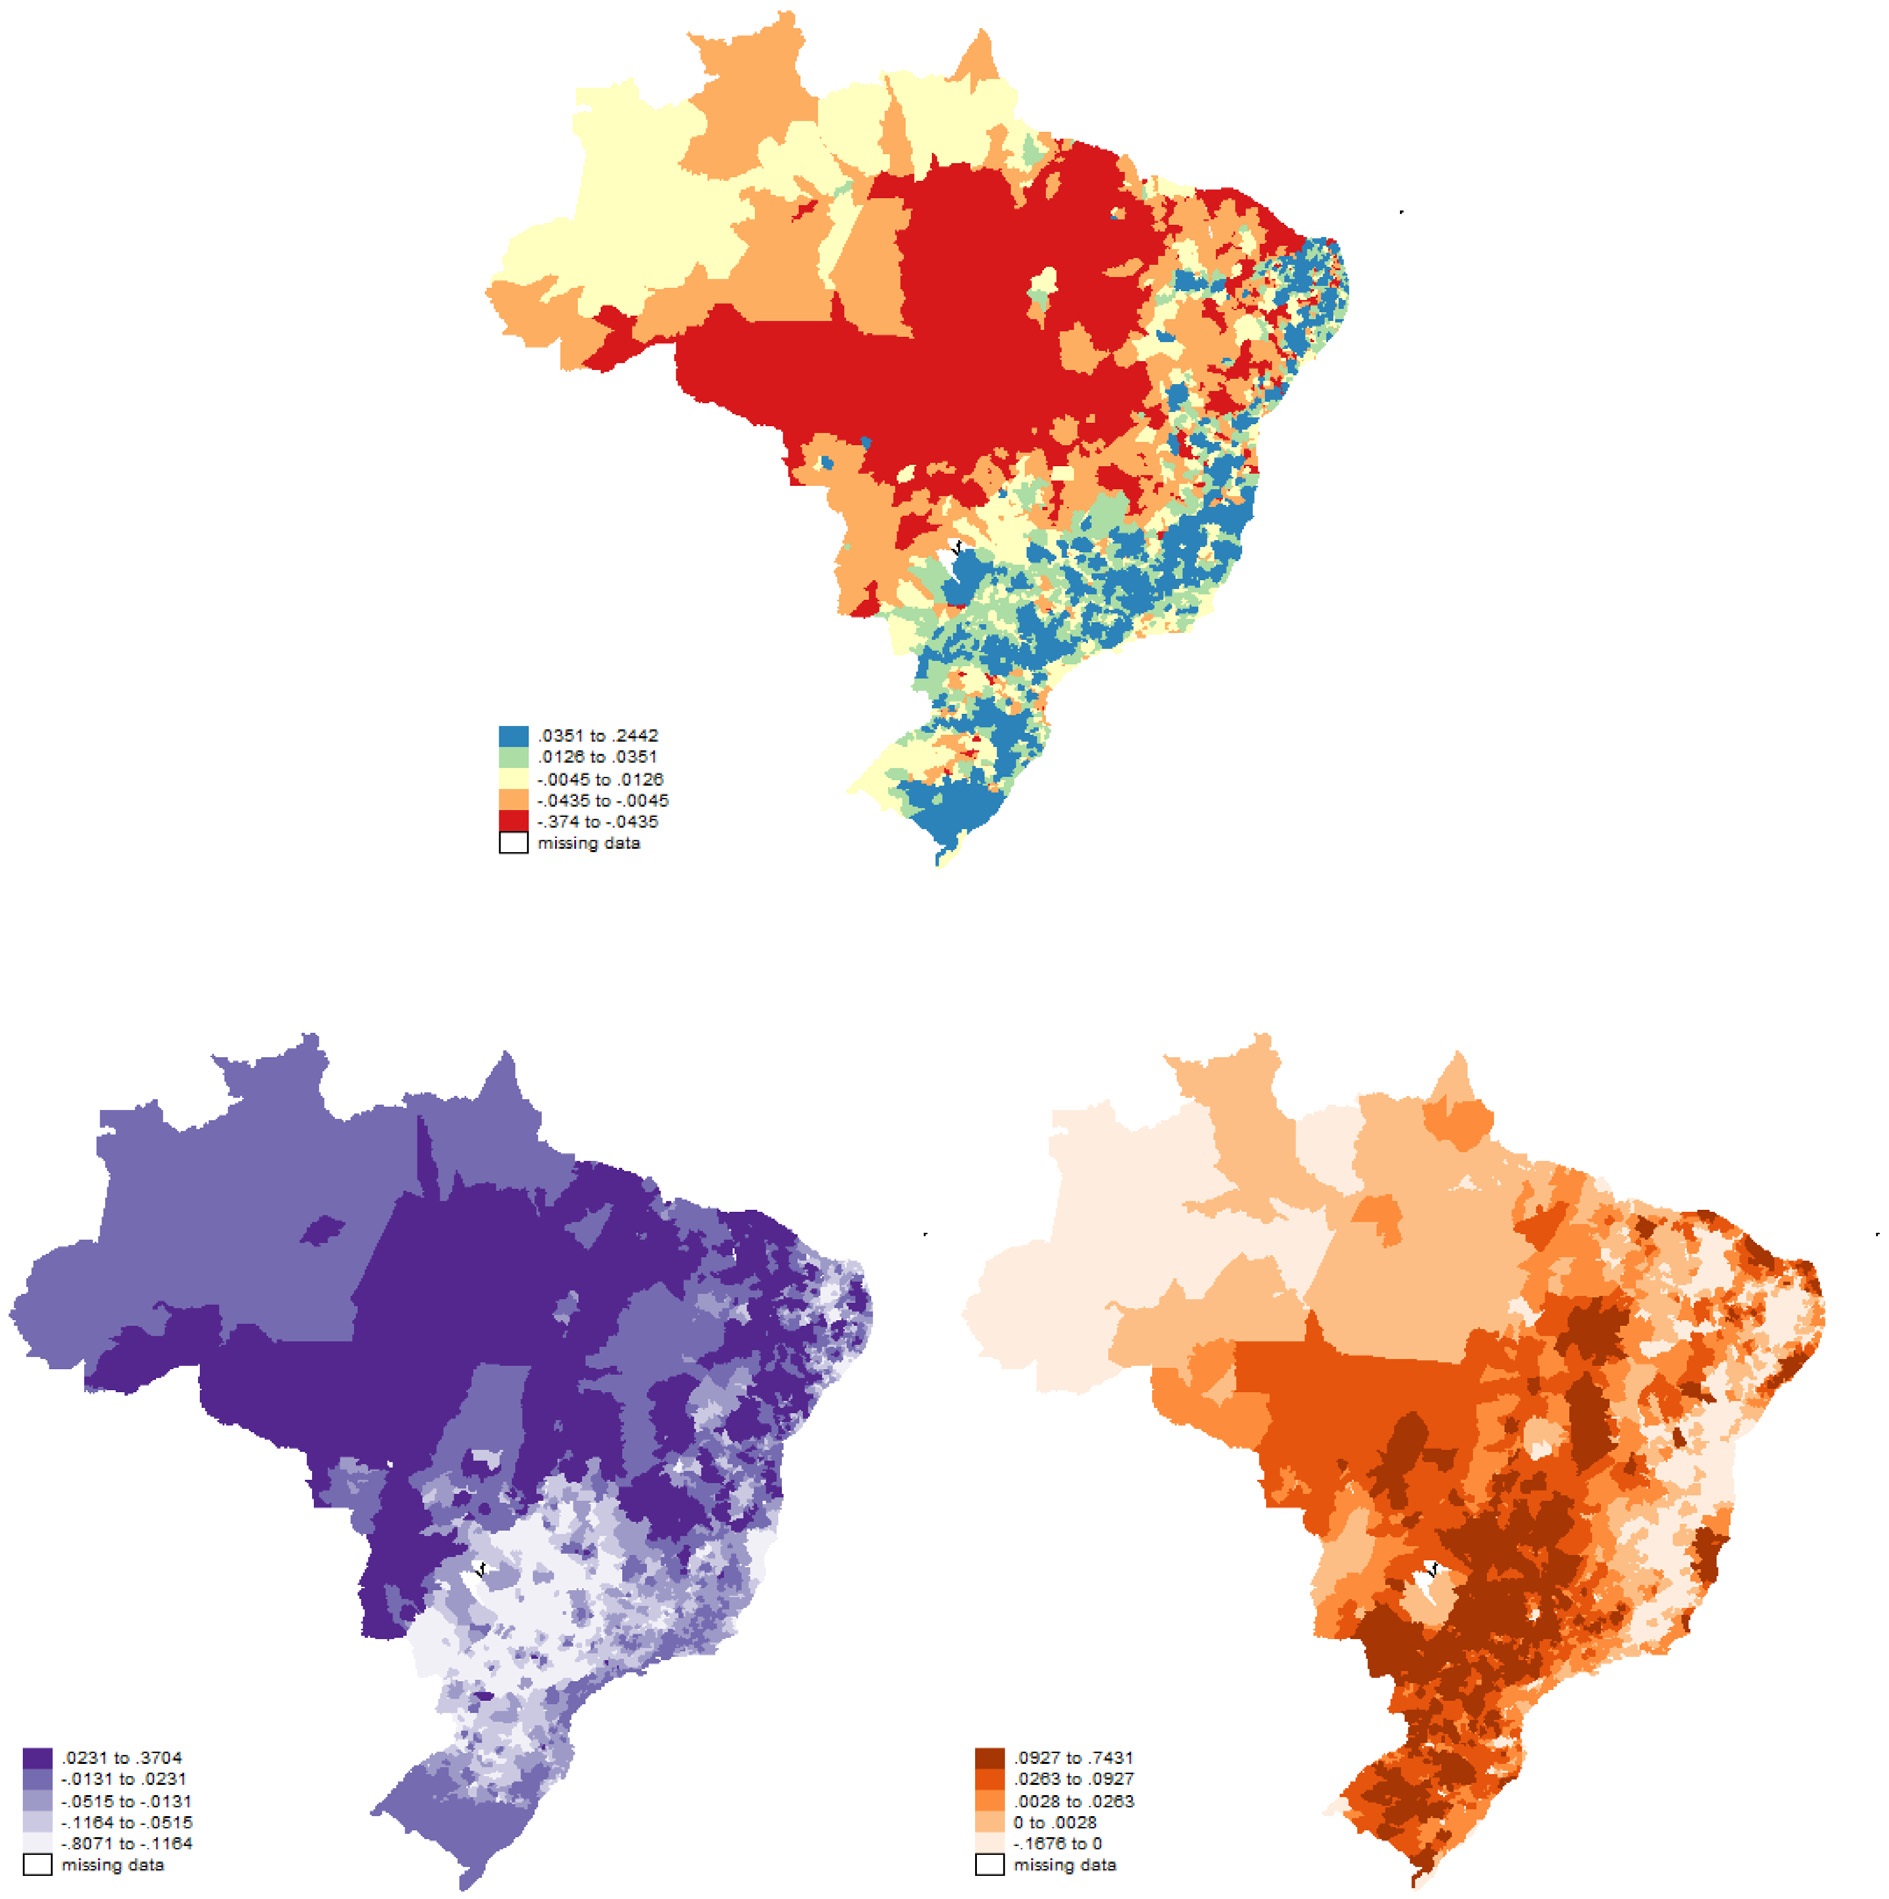 .0351 to .2442
.0126 to .0351
-.0045 to .0126
-.0435 to -.0045
-.374 to -.0435
missing data
.0231 to .3704
-.0131 to .0231
-.0515 to -.0131
-.1164 to -.0515
-.8071 to -.1164
missing data
.0927 to .7431
.0263 to .0927
.0028 to .0263
0 to .0028
-.1676 to 0
missing data